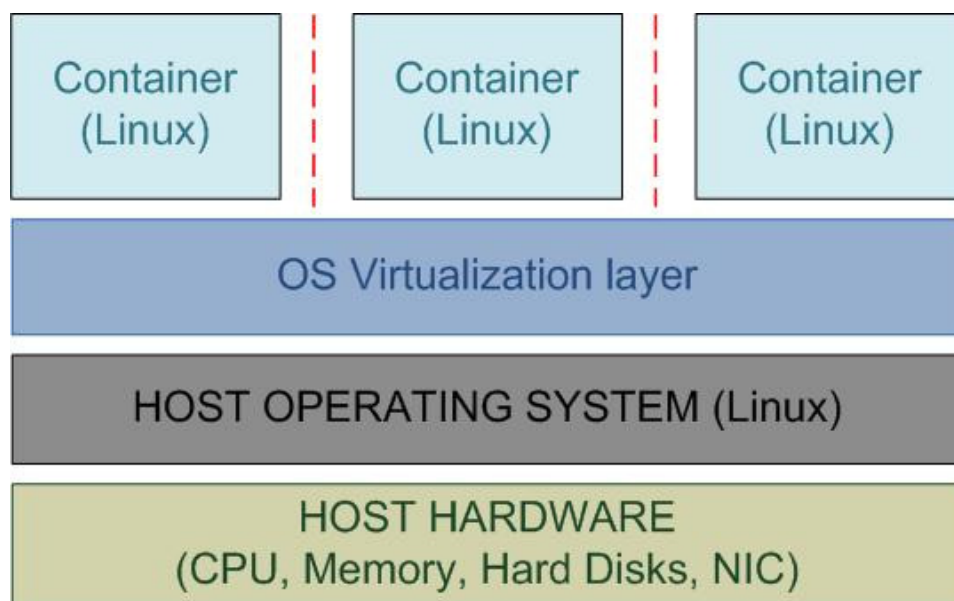 Container
(Linux)
Container
(Linux)
Container
(Linux)
OS Virtualization layer
HOST OPERATING SYSTEM (Linux)
HOST HARDWARE
(CPU, Memory, Hard Disks, NIC)